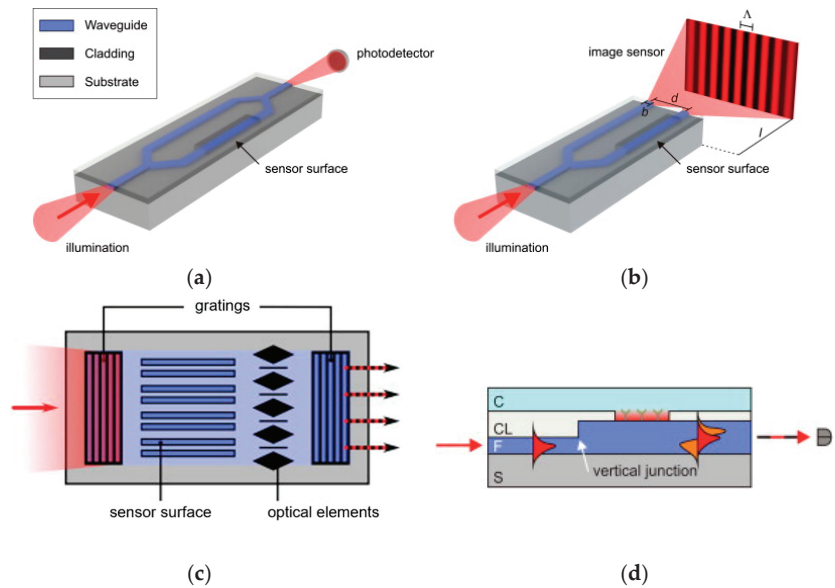 Waveguide
Cladding
Substrate
photodetector
sensor surface
illumination
(a)
Λ
image sensor
d
b
l
sensor surface
illumination
(b)
gratings
sensor surface
optical elements
(c)
C
CL
F
vertical junction
S
(d)